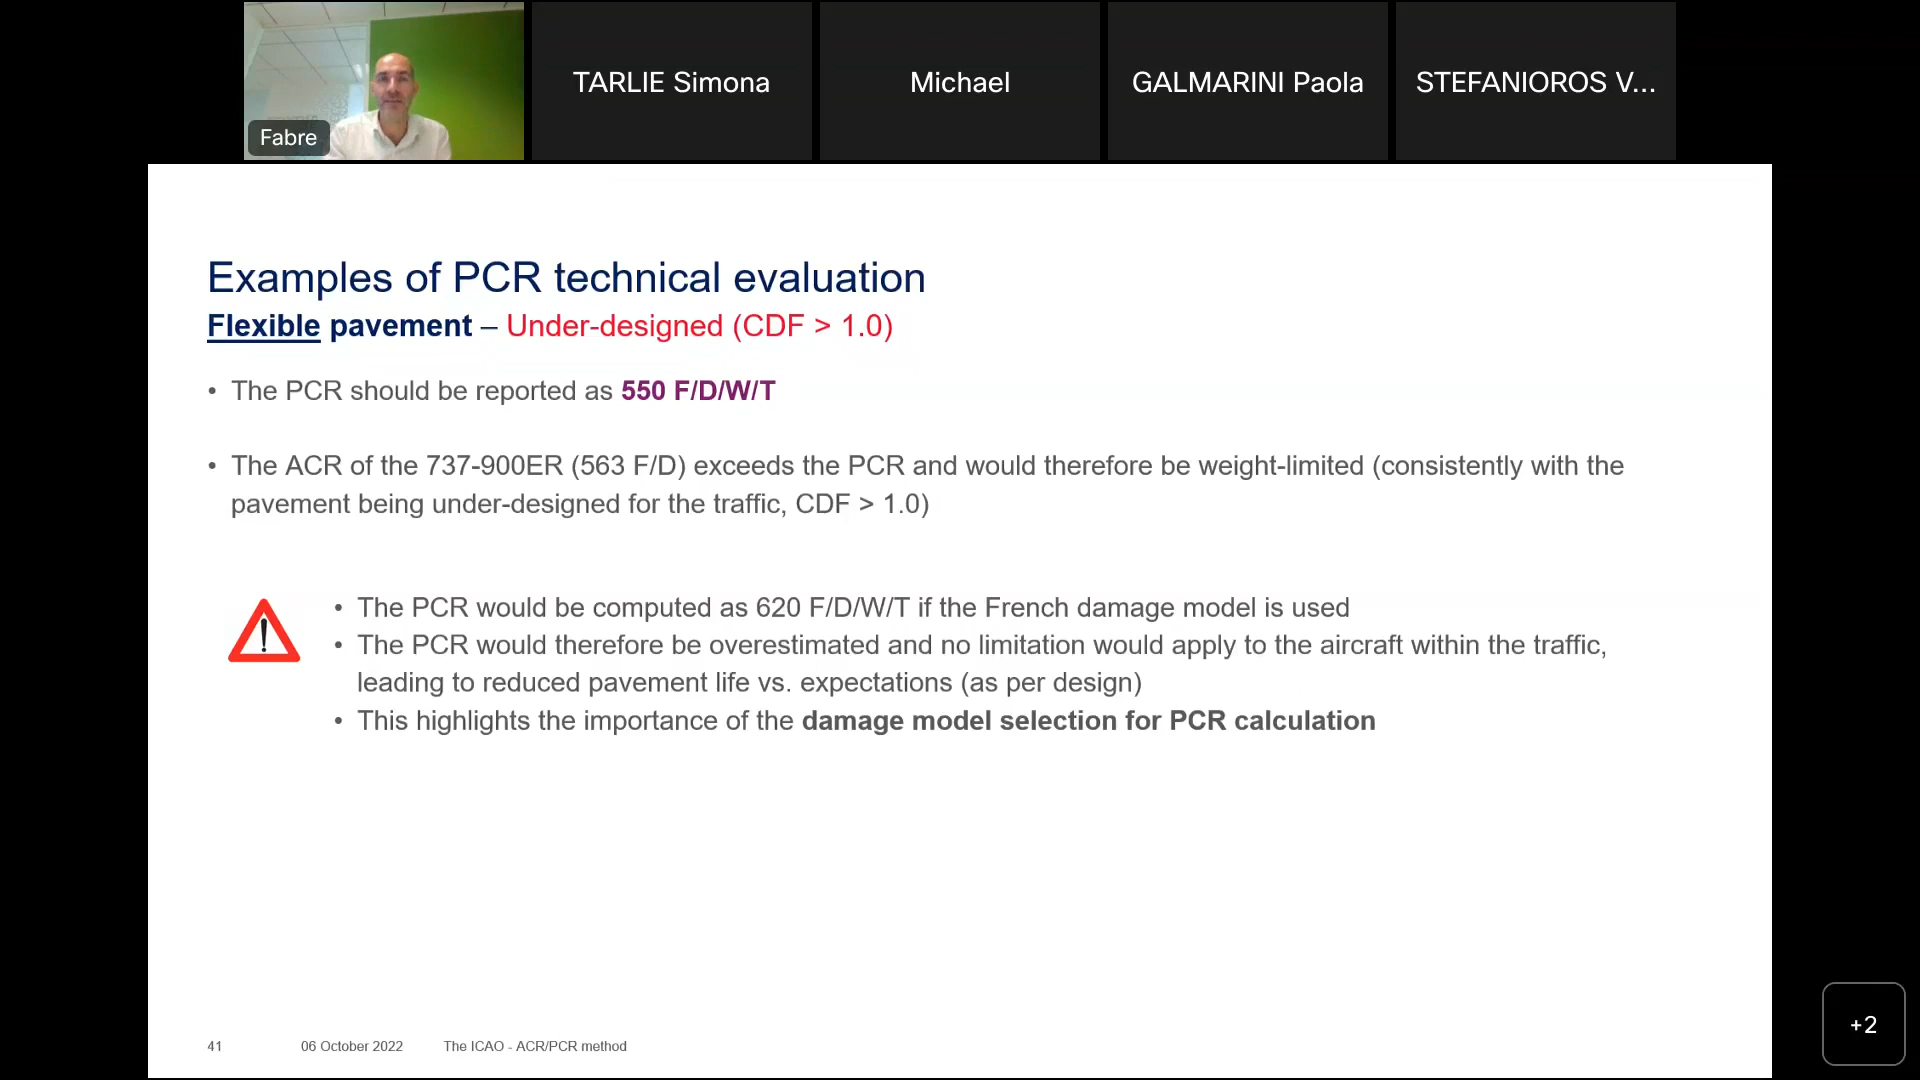 Fabre
TARLIE Simona
Michael
GALMARINI Paola
STEFANIOROS V...
Examples of PCR technical evaluation
Flexible pavement – Under-designed (CDF > 1.0)
• The PCR should be reported as 550 F/D/W/T
• The ACR of the 737-900ER (563 F/D) exceeds the PCR and would therefore be weight-limited (consistently with the
pavement being under-designed for the traffic, CDF > 1.0)
• The PCR would be computed as 620 F/D/W/T if the French damage model is used
• The PCR would therefore be overestimated and no limitation would apply to the aircraft within the traffic,
leading to reduced pavement life vs. expectations (as per design)
• This highlights the importance of the damage model selection for PCR calculation
41 06 October 2022 The ICAO - ACR/PCR method
+2